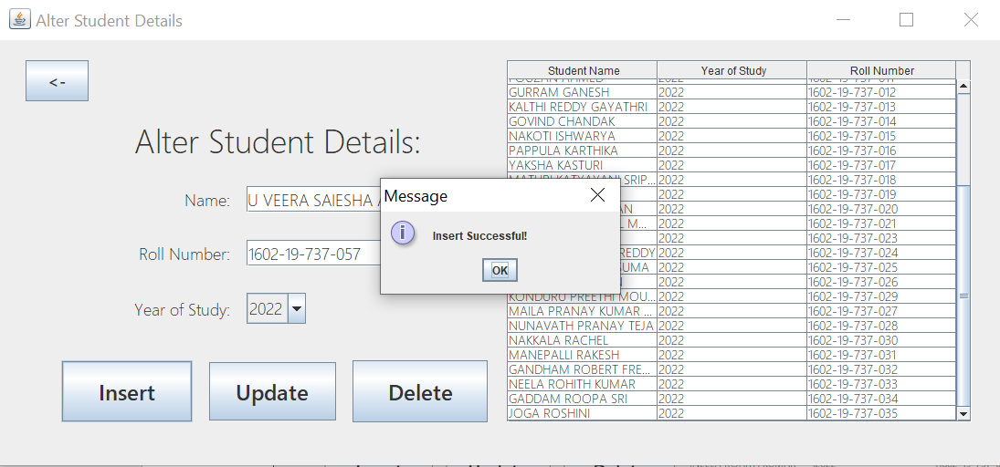 Alter Student Details
<-
Alter Student Details:
Name: U VEERA SAIESHA
Roll Number: 1602-19-737-057
Year of Study: 2022
Insert Update Delete
Message
Insert Successful!
OK
Student Name Year of Study Roll Number
FOUZAN AHMED 2022 1602-19-737-011
GURRAM GANESH 2022 1602-19-737-012
KALTHI REDDY GAYATHRI 2022 1602-19-737-013
GOVIND CHANDAK 2022 1602-19-737-014
NAKOTI ISHWARYA 2022 1602-19-737-015
PAPPULA KARTHIKA 2022 1602-19-737-016
YAKSHA KASTURI 2022 1602-19-737-017
MATURI KATYAYANI SRIP... 2022 1602-19-737-018
2022 1602-19-737-019
AN 2022 1602-19-737-020
L M... 2022 1602-19-737-021
2022 1602-19-737-023
REDDY 2022 1602-19-737-024
SUMA 2022 1602-19-737-025
N 2022 1602-19-737-026
KONDURU PREETHI MOU... 2022 1602-19-737-029
MAILA PRANAY KUMAR ... 2022 1602-19-737-027
NUNAVATH PRANAY TEJA 2022 1602-19-737-028
NAKKALA RACHEL 2022 1602-19-737-030
MANEPALLI RAKESH 2022 1602-19-737-031
GANDHAM ROBERT FRE... 2022 1602-19-737-032
NEELA ROHITH KUMAR 2022 1602-19-737-033
GADDAM ROOPA SRI 2022 1602-19-737-034
JOGA ROSHINI 2022 1602-19-737-035